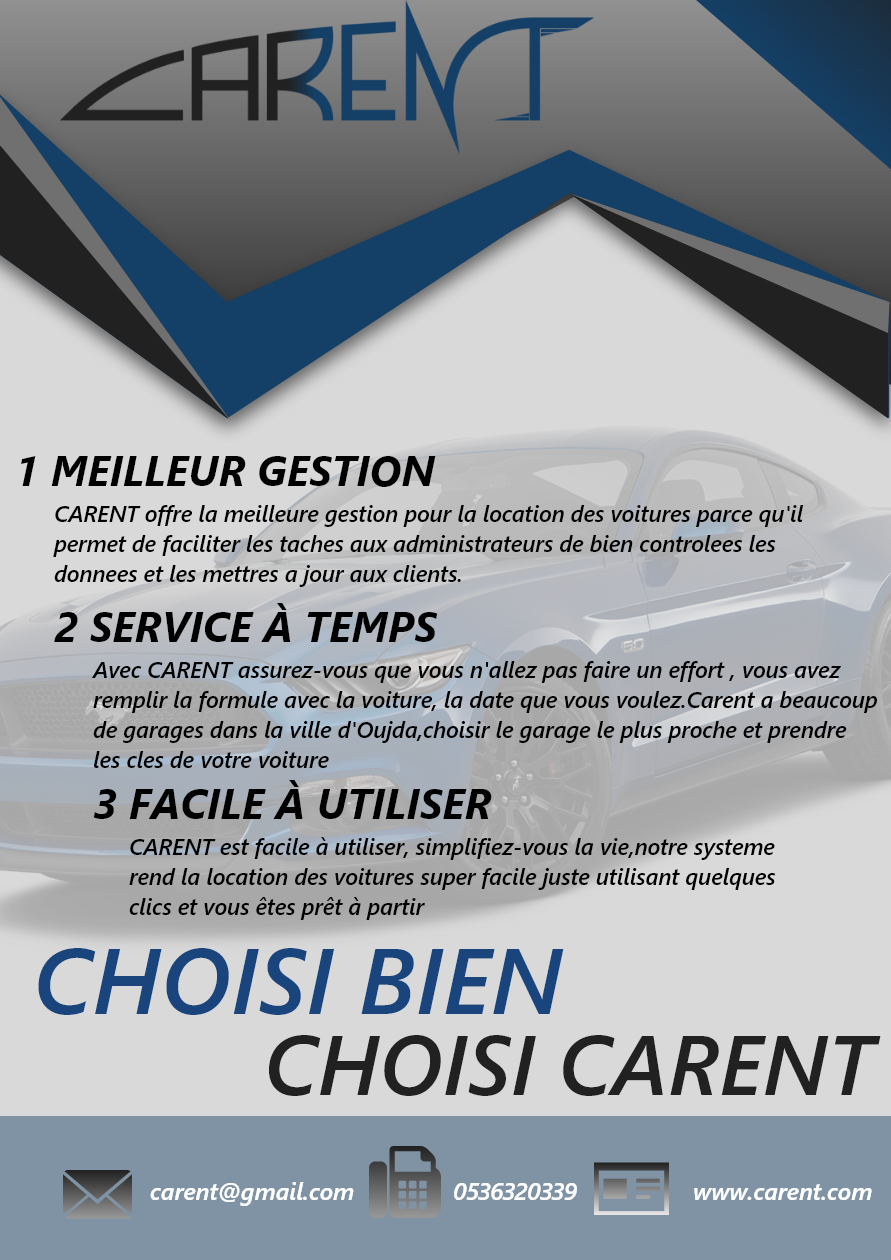 CARENT
1 MEILLEUR GESTION
CARENT offre la meilleure gestion pour la location des voitures parce qu'il
permet de faciliter les taches aux administrateurs de bien controlees les
donnees et les mettres a jour aux clients.
2 SERVICE À TEMPS
Avec CARENT assurez-vous que vous n'allez pas faire un effort , vous avez
remplir la formule avec la voiture, la date que vous voulez.Carent a beaucoup
de garages dans la ville d'Oujda,choisir le garage le plus proche et prendre
les cles de votre voiture
3 FACILE À UTILISER
CARENT est facile à utiliser, simplifiez-vous la vie,notre systeme
rend la location des voitures super facile juste utilisant quelques
clics et vous êtes prêt à partir
CHOISI BIEN
CHOISI CARENT
carent@gmail.com 0536320339 www.carent.com